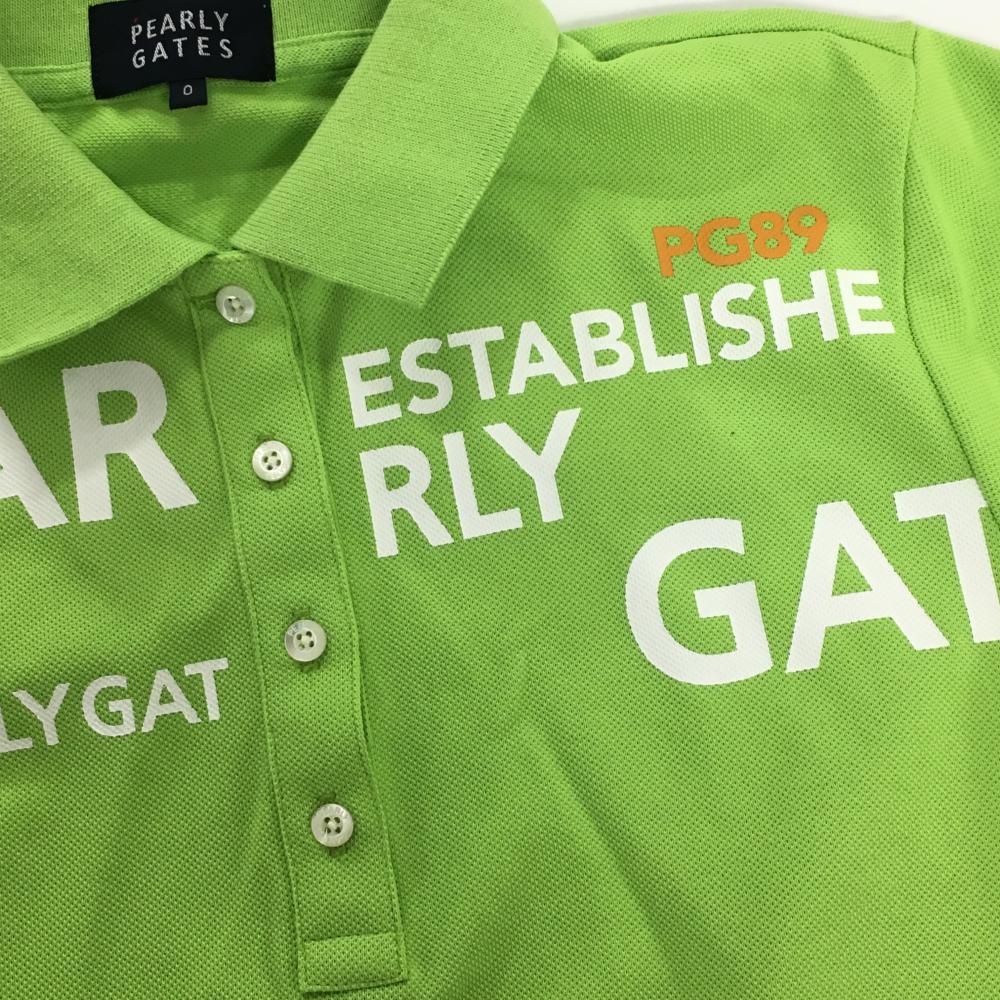 PEARLY
GATES
0
PG89
ESTABLISHE
AR
RLY
GAT
LYGAT